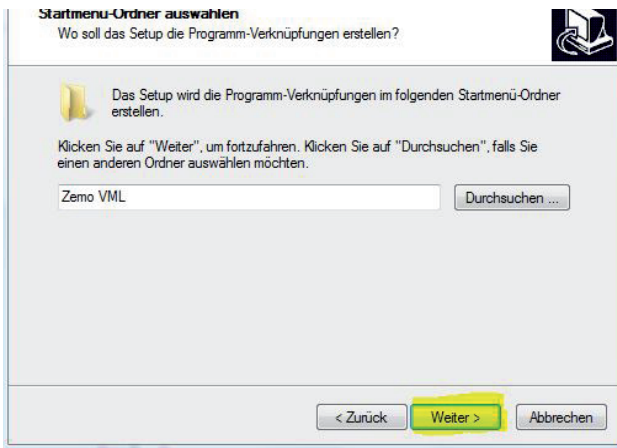 Startmenü-Ordner auswählen
Wo soll das Setup die Programm-Verknüpfungen erstellen?
Das Setup wird die Programm-Verknüpfungen im folgenden Startmenü-Ordner
erstellen.
Klicken Sie auf "Weiter", um fortzufahren. Klicken Sie auf "Durchsuchen", falls Sie
einen anderen Ordner auswählen möchten.
Zemo VML
Durchsuchen ...
< Zurück
Weiter >
Abbrechen